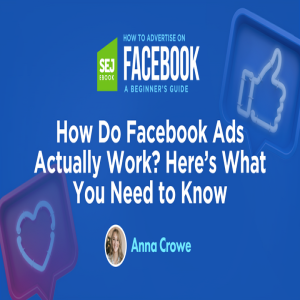 HOW TO ADVERTISE ON
SEJ
EBOOK
FACEBOOK
A BEGINNER'S GUIDE
How Do Facebook Ads
Actually Work? Here's What
You Need to Know
Anna Crowe